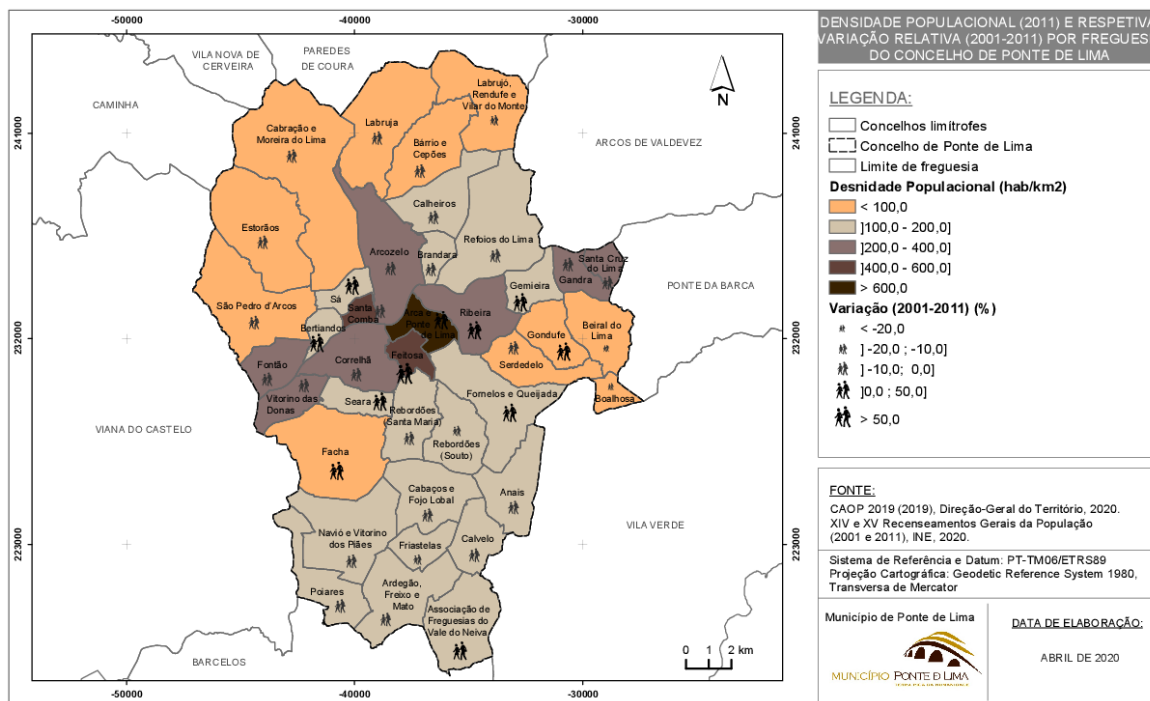 -50000
-40000
-30000
VILA NOVA DE
CERVEIRA
PAREDES
DE COURA
CAMINHA
ARCOS DE VALDEVEZ
PONTE DA BARCA
VIANA DO CASTELO
VILA VERDE
BARCELOS
241000
232000
223000
241000
232000
223000
N
Labrujó,
Rendufe e
Vilar do Monte
Labruja
Cabração e
Moreira do Lima
Bárrio e
Cepões
Calheiros
Estorãos
Refoios do Lima
Arcozelo
Brandara
Santa Cruz
do Lima
Gandra
Gemieira
Sá
São Pedro d'Arcos
Santa
Comba
Arca e
Ponte
de Lima
Ribeira
Bertiandos
Gondufe
Beiral do
Lima
Feitosa
Correlhã
Serdedelo
Fontão
Vitorino das
Donas
Fornelos e Queijada
Boalhosa
Seara
Rebordões
(Santa Maria)
Rebordões
(Souto)
Facha
Cabaços e
Fojo Lobal
Anais
Navió e Vitorino
dos Piães
Friastelas
Calvelo
Ardegão,
Freixo e
Mato
Poiares
Associação de
Freguesias do
Vale do Neiva
0 1 2 km
-50000
-40000
-30000
DENSIDADE POPULACIONAL (2011) E RESPETIVA
VARIAÇÃO RELATIVA (2001-2011) POR FREGUES
DO CONCELHO DE PONTE DE LIMA
LEGENDA:
Concelhos limítrofes
Concelho de Ponte de Lima
Limite de freguesia
Desnidade Populacional (hab/km2)
< 100,0
]100,0 - 200,0]
]200,0 - 400,0]
]400,0 - 600,0]
> 600,0
Variação (2001-2011) (%)
< -20,0
] -20,0 ; -10,0]
] -10,0; 0,0]
]0,0 ; 50,0]
> 50,0
FONTE:
CAOP 2019 (2019), Direção-Geral do Território, 2020.
XIV e XV Recenseamentos Gerais da População
(2001 e 2011), INE, 2020.
Sistema de Referência e Datum: PT-TM06/ETRS89
Projeção Cartográfica: Geodetic Reference System 1980,
Transversa de Mercator
Município de Ponte de Lima
MUNICÍPIO PONTE DE LIMA
DATA DE ELABORAÇÃO:
ABRIL DE 2020